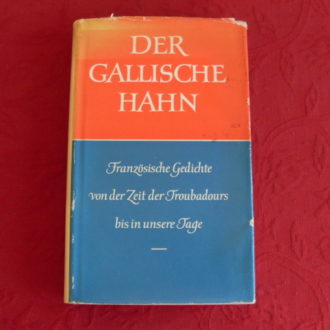 DER
GALLISCHE
HAHN
Französische Gedichte
von der Zeit der Troubadours
bis in unsere Tage